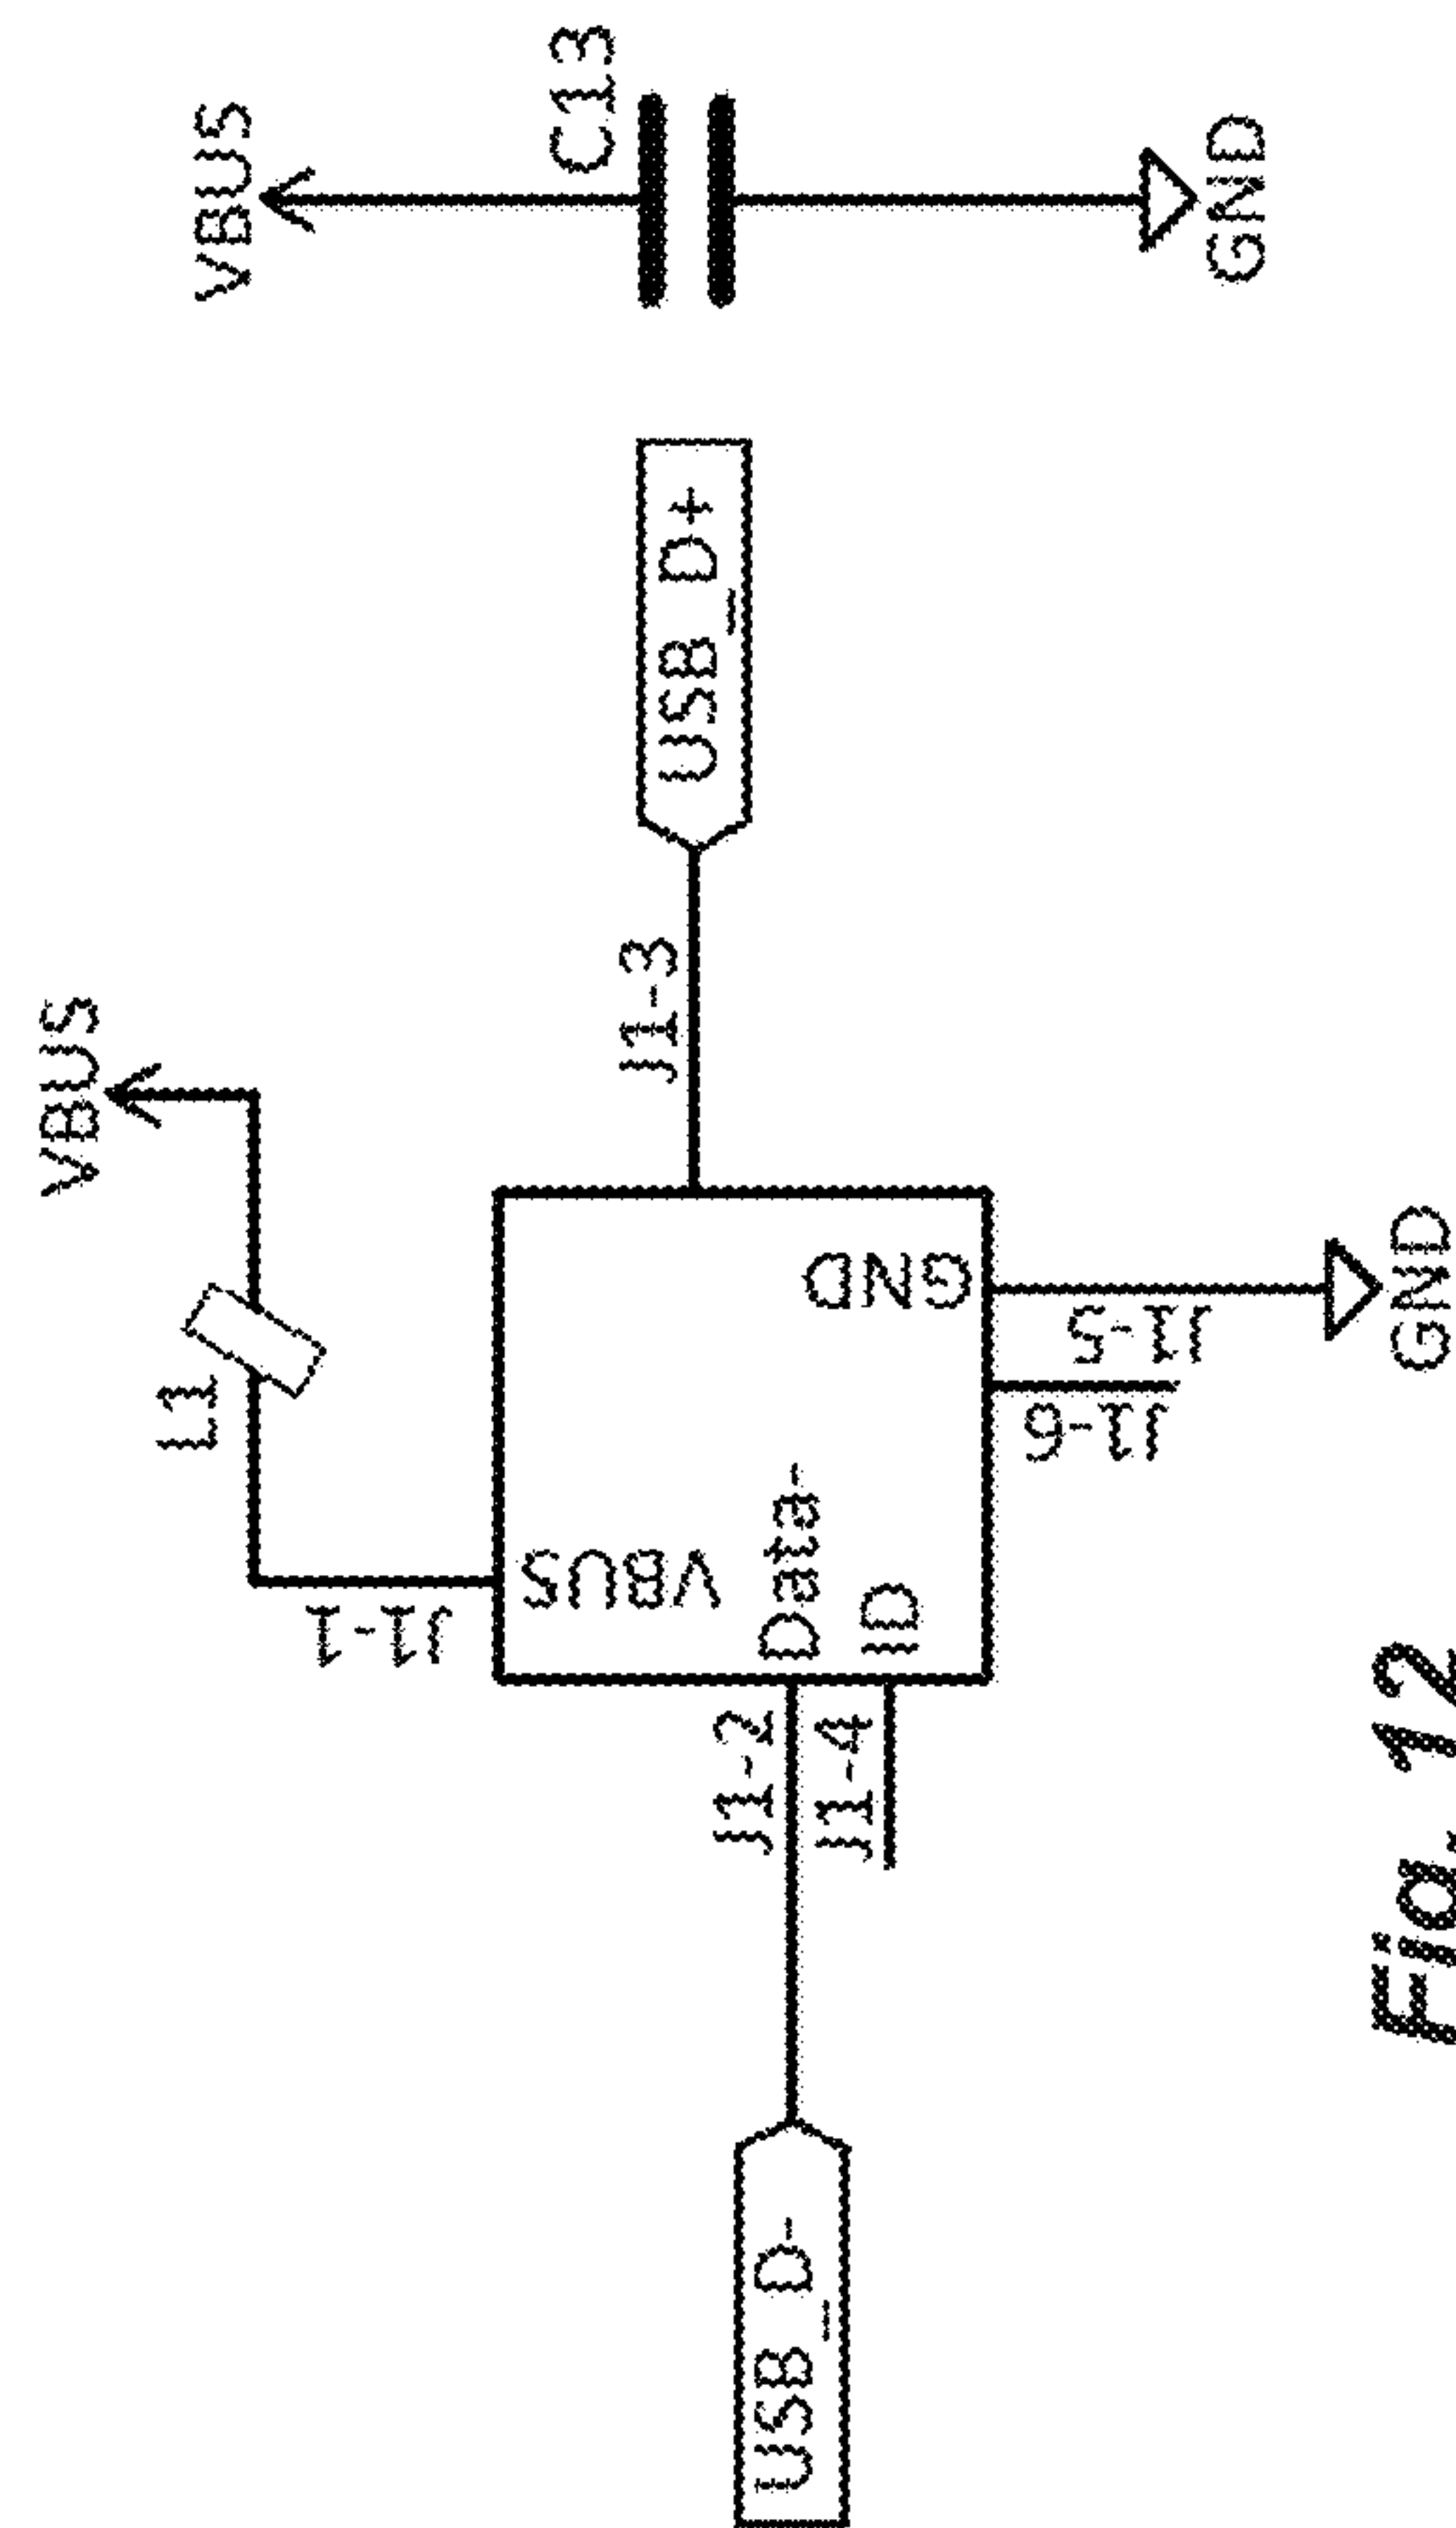 VBUS
VBUS
L1
C13
J1-1
VBUS
J1-3
USB_D+
J1-2
Data-
USB_D-
J1-4
ID
GND
J1-6
J1-5
GND
GND
Fig. 12